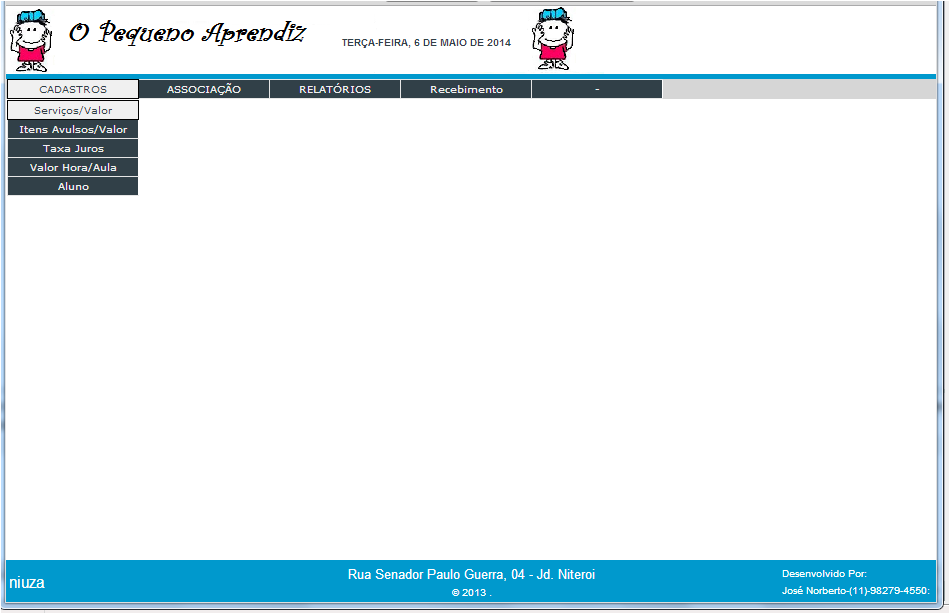 O Pequeno Aprendiz
TERÇA-FEIRA, 6 DE MAIO DE 2014
CADASTROS ASSOCIAÇÃO RELATÓRIOS Recebimento -
Serviços/Valor
Itens Avulsos/Valor
Taxa Juros
Valor Hora/Aula
Aluno
niuza
Rua Senador Paulo Guerra, 04 - Jd. Niteroi
© 2013 .
Desenvolvido Por:
José Norberto-(11)-98279-4550: